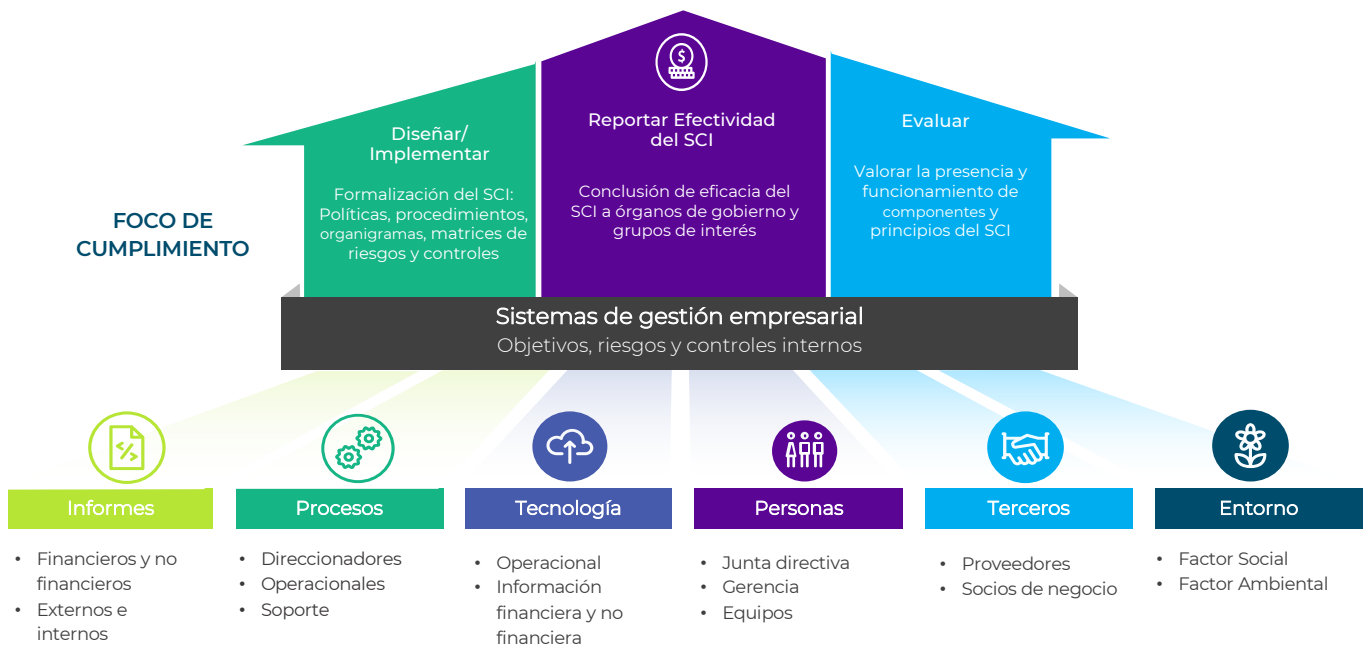 FOCO DE
CUMPLIMIENTO
Diseñar/
Implementar
Formalización del SCI:
Políticas, procedimientos,
organigramas, matrices de
riesgos y controles
$
Reportar Efectividad
del SCI
Conclusión de eficacia del
SCI a órganos de gobierno y
grupos de interés
Evaluar
Valorar la presencia y
funcionamiento de
componentes y
principios del SCI
Sistemas de gestión empresarial
Objetivos, riesgos y controles internos
Informes
• Financieros y no
financieros
• Externos e
internos
Procesos
• Direccionadores
• Operacionales
• Soporte
Tecnología
• Operacional
• Información
financiera y no
financiera
Personas
• Junta directiva
• Gerencia
• Equipos
Terceros
• Proveedores
• Socios de negocio
Entorno
• Factor Social
• Factor Ambiental